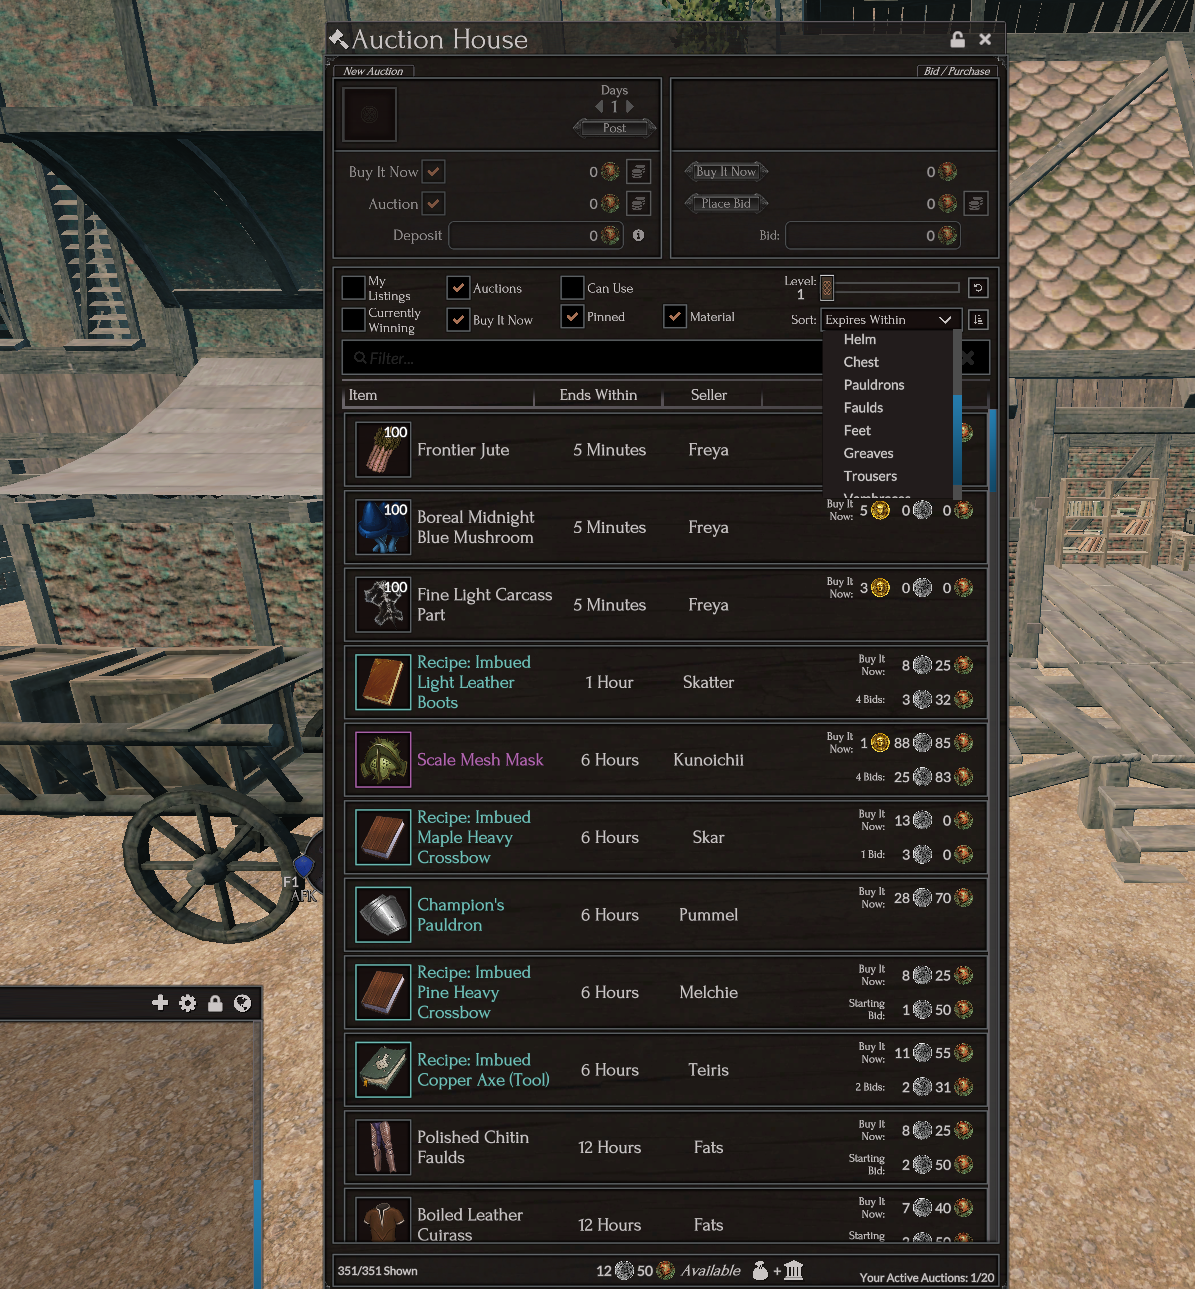 Auction House
New Auction
Bid / Purchase
Days
1
Post
Buy It Now
0
Buy It Now
0
Auction
0
Place Bid
0
Deposit
0
Bid:
0
My Listings
Auctions
Can Use
Level:
1
Currently Winning
Buy It Now
Pinned
Material
Sort:
Expires Within
Filter...
Helm
Chest
Pauldrons
Faulds
Feet
Greaves
Trousers
Item
Ends Within
Seller
100
Frontier Jute
5 Minutes
Freya
100
Boreal Midnight
Blue Mushroom
5 Minutes
Freya
Buy It
Now: 5 0 0
100
Fine Light Carcass
Part
5 Minutes
Freya
Buy It
Now: 3 0 0
Recipe: Imbued
Light Leather
Boots
1 Hour
Skatter
Buy It
Now: 8 25
4 Bids: 3 32
Scale Mesh Mask
6 Hours
Kunoichii
Buy It
Now: 1 88 85
4 Bids: 25 83
Recipe: Imbued
Maple Heavy
Crossbow
6 Hours
Skar
Buy It
Now: 13 0
1 Bid: 3 0
Champion's
Pauldron
6 Hours
Pummel
Buy It
Now: 28 70
Recipe: Imbued
Pine Heavy
Crossbow
6 Hours
Melchie
Buy It
Now: 8 25
Starting
Bid: 1 50
Recipe: Imbued
Copper Axe (Tool)
6 Hours
Teiris
Buy It
Now: 11 55
2 Bids: 2 31
Polished Chitin
Faulds
12 Hours
Fats
Buy It
Now: 8 25
Starting
Bid: 2 50
Boiled Leather
Cuirass
12 Hours
Fats
Buy It
Now: 7 40
Starting
F1
AFK
351/351 Shown
12 50 Available
+
Your Active Auctions: 1/20